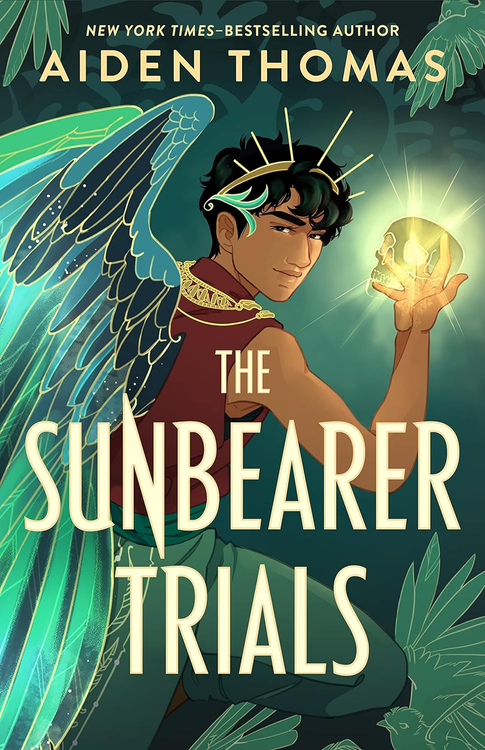 NEW YORK TIMES–BESTSELLING AUTHOR
AIDEN THOMAS
THE
SUNBEARER
TRIALS